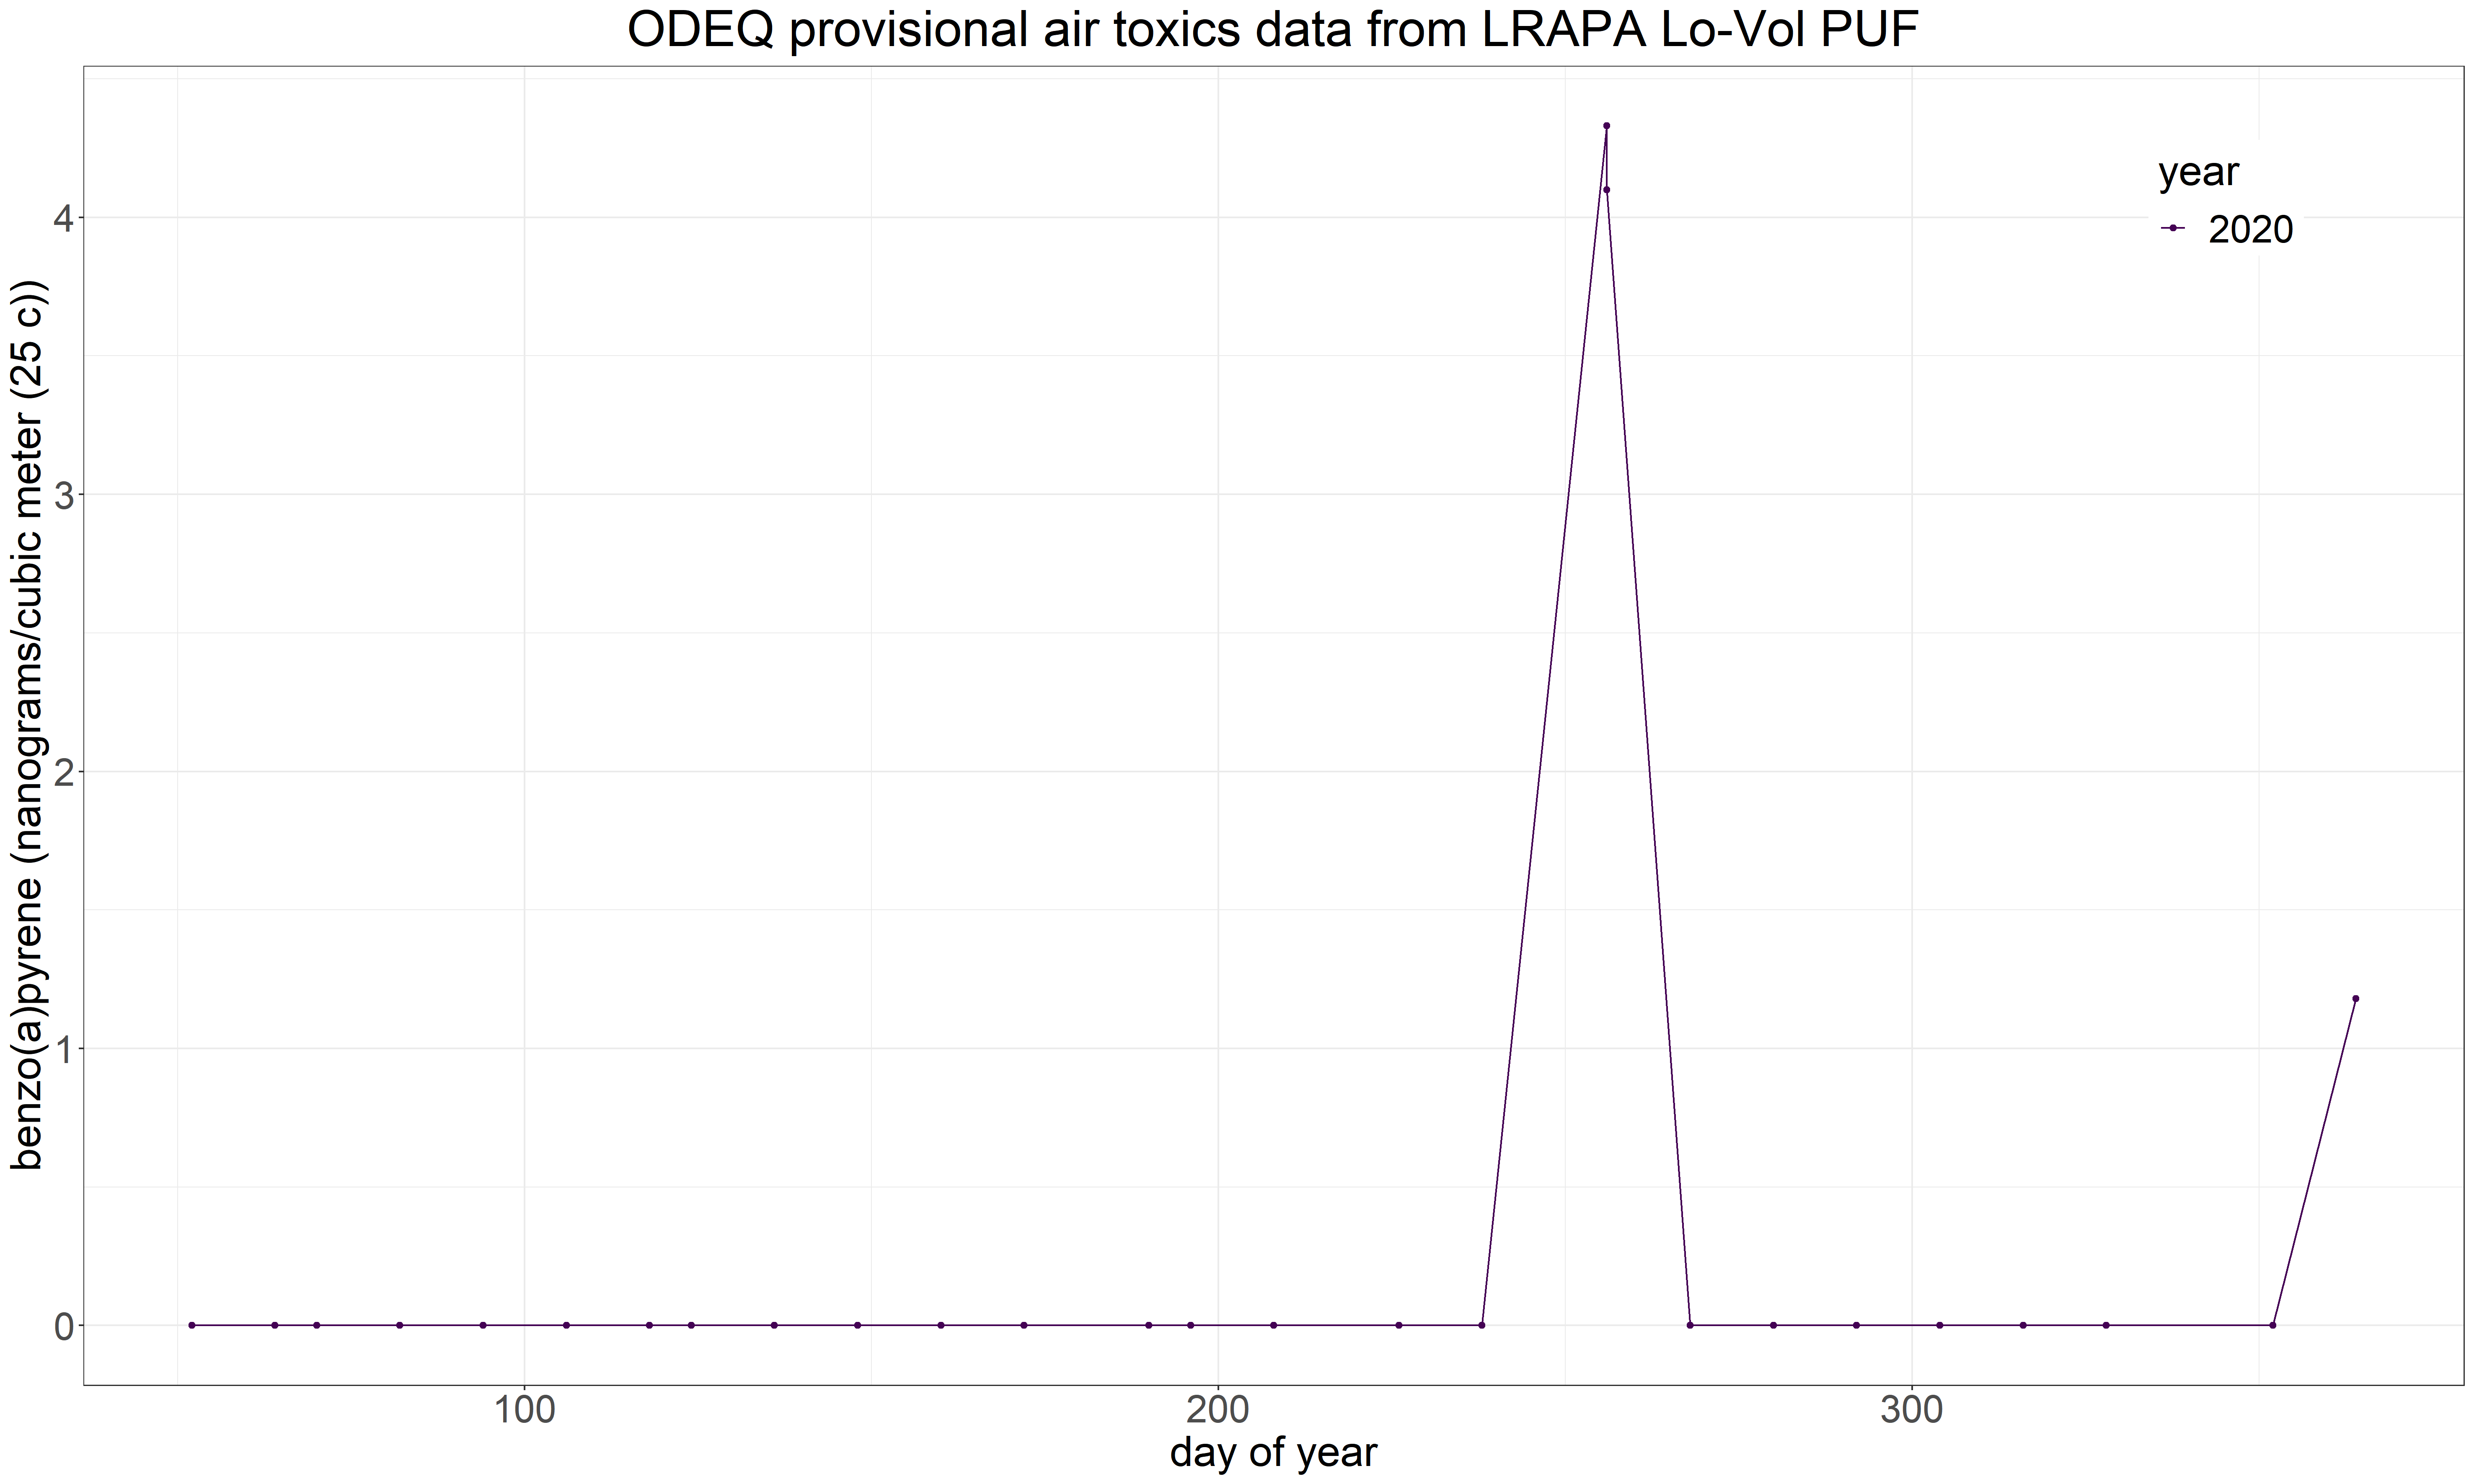 ODEQ provisional air toxics data from LRAPA Lo-Vol PUF
benzo(a)pyrene (nanograms/cubic meter (25 c))
4
3
2
1
0
year
2020
100
200
300
day of year